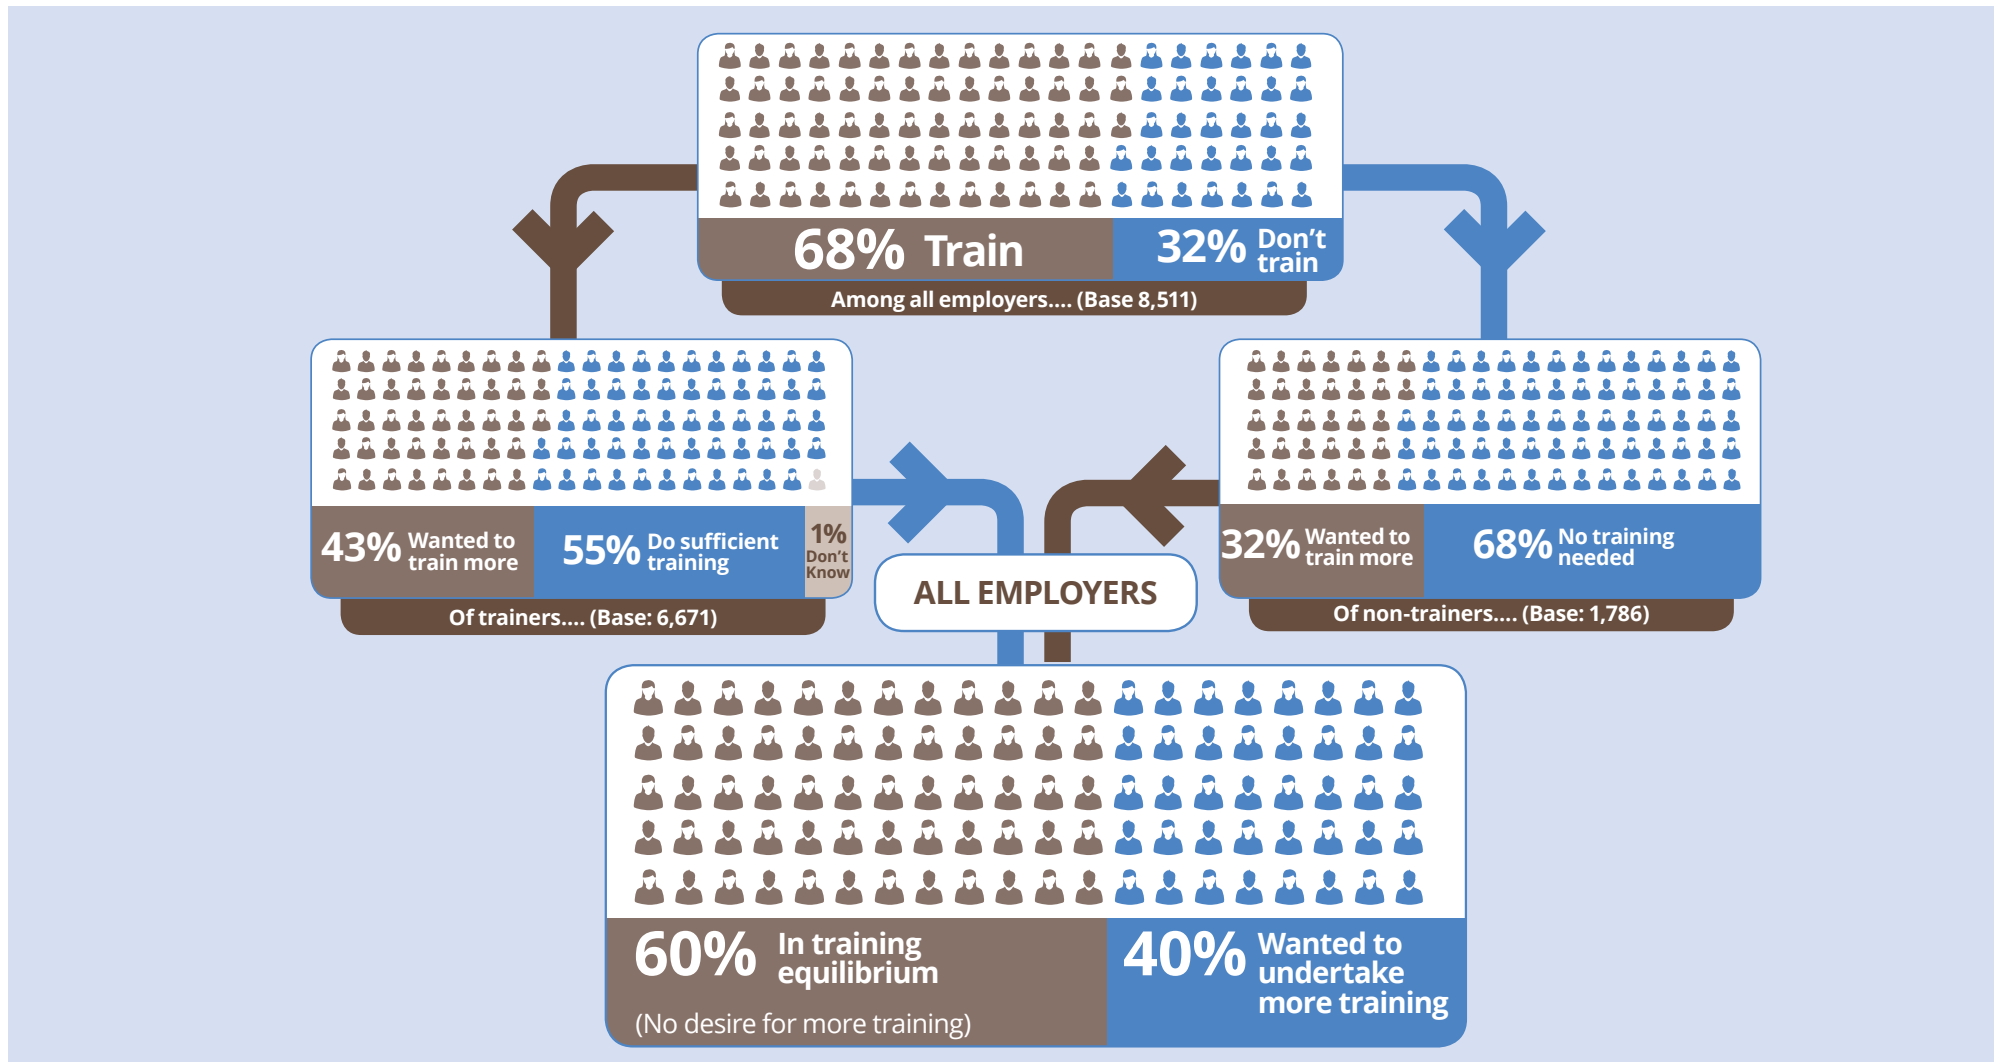 68% Train
32% Don’t
train
Among all employers.... (Base 8,511)
43% Wanted to
train more
55% Do sufficient
training
1%
Don’t
Know
Of trainers.... (Base: 6,671)
32% Wanted to
train more
68% No training
needed
Of non-trainers.... (Base: 1,786)
ALL EMPLOYERS
60% In training
equilibrium
(No desire for more training)
40% Wanted to
undertake
more training